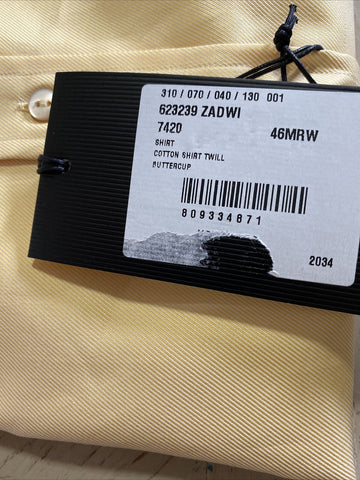 310 / 070 / 040 / 130 001
623239 ZADWI
7420 46MRW
SHIRT
COTTON SHIRT TWILL
BUTTERCUP
809334871
2034